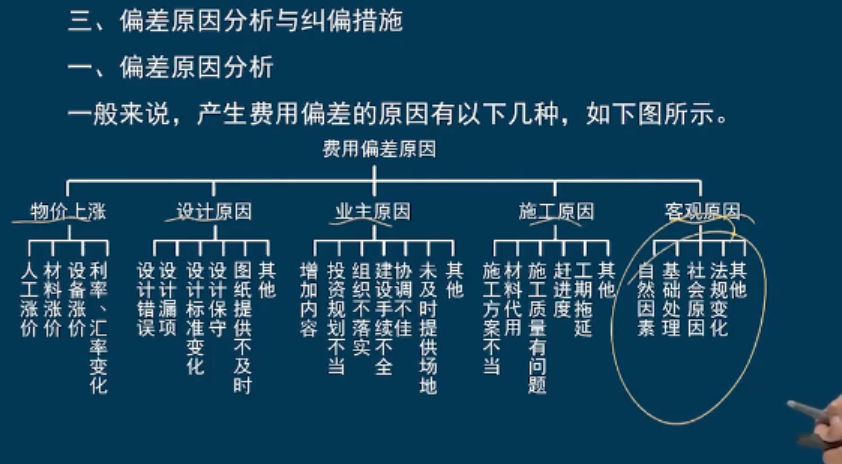 三、偏差原因分析与纠偏措施
一、偏差原因分析
一般来说，产生费用偏差的原因有以下几种，如下图所示。
费用偏差原因
物价上涨
人工涨价
材料涨价
设备涨价
利率、汇率变化
设计原因
设计错误
设计漏项
设计标准变化
设计保守
图纸提供不及时
其他
业主原因
增加内容
投资规划不当
组织不落实
建设手续不全
协调不佳
未及时提供场地
其他
施工原因
施工方案不当
材料代用
施工质量有问题
赶进度
工期拖延
其他
客观原因
自然因素
基础处理
社会原因
法规变化
其他